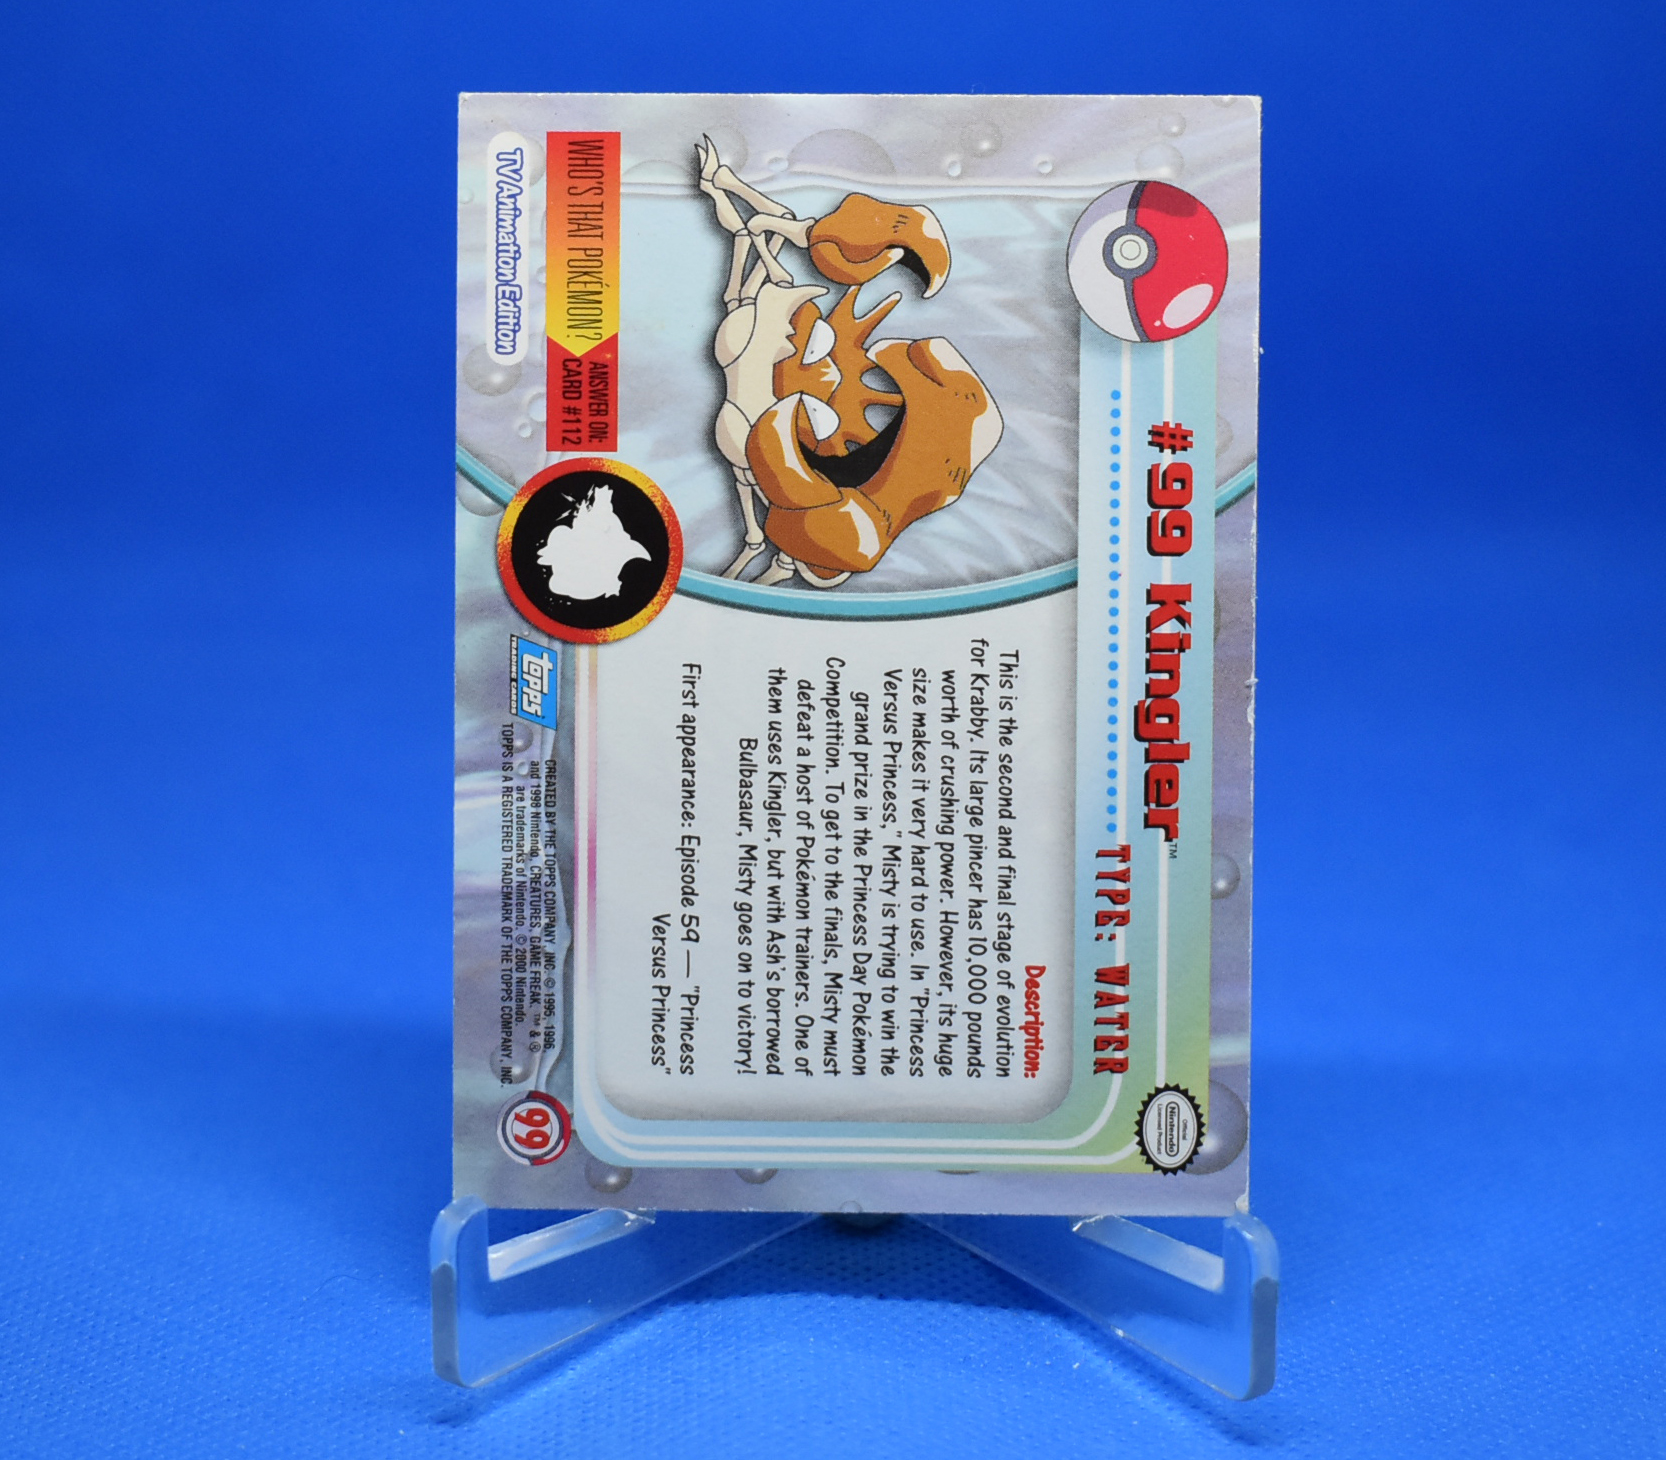 #99 Kingler™
TYPE: WATER
Official
Nintendo
Licensed Product
Description:
This is the second and final stage of evolution
for Krabby. Its large pincer has 10,000 pounds
worth of crushing power. However, its huge
size makes it very hard to use. In "Princess
Versus Princess," Misty is trying to win the
grand prize in the Princess Day Pokémon
Competition. To get to the finals, Misty must
defeat a host of Pokémon trainers. One of
them uses Kingler, but with Ash's borrowed
Bulbasaur, Misty goes on to victory!
First appearance: Episode 59 — "Princess
Versus Princess"
WHO'S THAT POKÉMON?
ANSWER ON:
CARD #112
TV Animation Edition
topps
TRADING CARDS
CREATED BY THE TOPPS COMPANY, INC. © 1995, 1996,
and 1998 Nintendo, CREATURES, GAME FREAK. ™ & ®
are trademarks of Nintendo. © 2000 Nintendo.
TOPPS IS A REGISTERED TRADEMARK OF THE TOPPS COMPANY, INC.
99